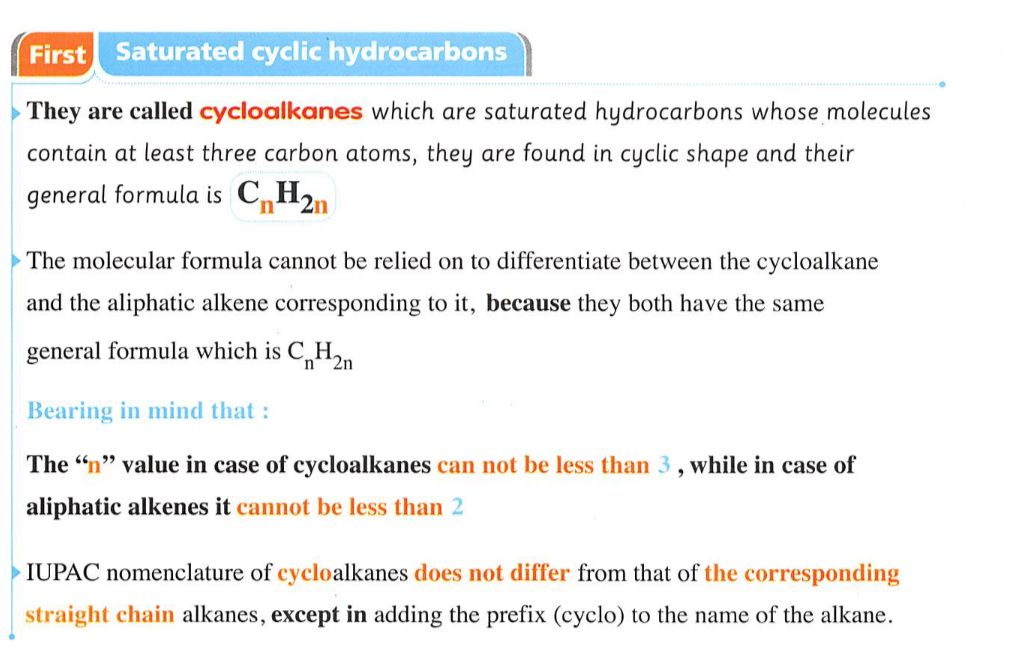 First Saturated cyclic hydrocarbons
They are called cycloalkanes which are saturated hydrocarbons whose molecules
contain at least three carbon atoms, they are found in cyclic shape and their
general formula is CₙH₂ₙ
The molecular formula cannot be relied on to differentiate between the cycloalkane
and the aliphatic alkene corresponding to it, because they both have the same
general formula which is CₙH₂ₙ
Bearing in mind that :
The “n” value in case of cycloalkanes can not be less than 3 , while in case of
aliphatic alkenes it cannot be less than 2
IUPAC nomenclature of cycloalkanes does not differ from that of the corresponding
straight chain alkanes, except in adding the prefix (cyclo) to the name of the alkane.